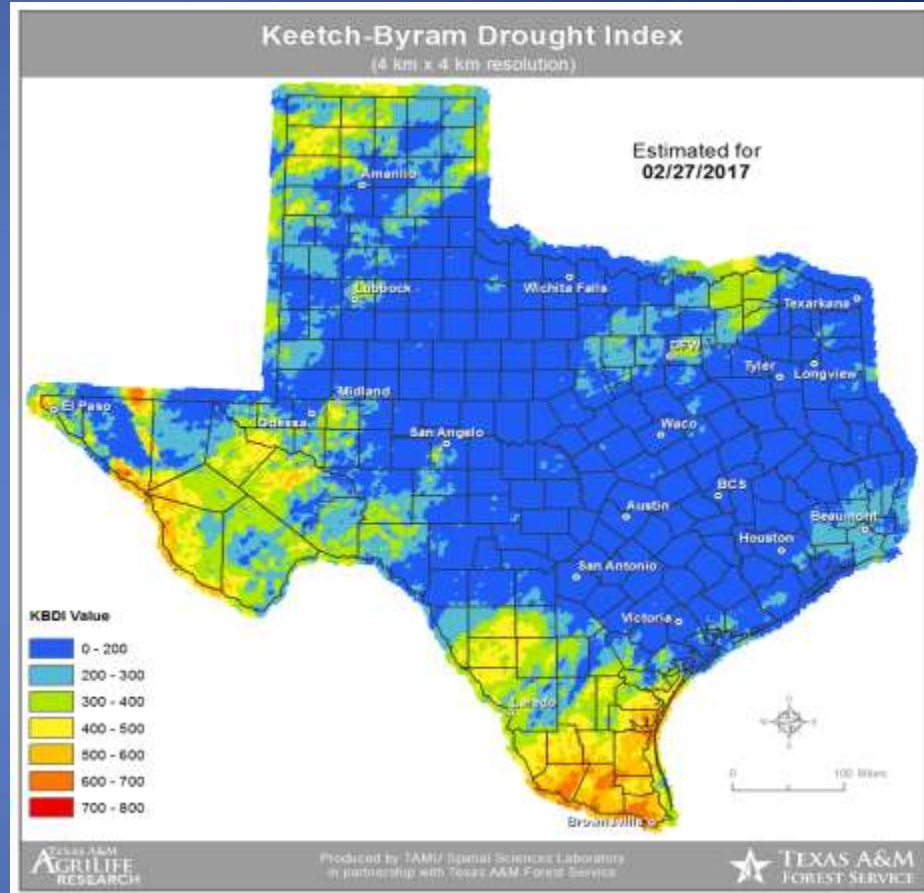 Keetch-Byram Drought Index
(4 km x 4 km resolution)
Estimated for
02/27/2017
Amarillo
Lubbock
Wichita Falls
Texarkana
DFW
Tyler
Longview
El Paso
Midland
Odessa
San Angelo
Waco
BCS
Austin
Beaumont
Houston
San Antonio
Victoria
Laredo
Brownsville
KBDI Value
0 - 200
200 - 300
300 - 400
400 - 500
500 - 600
600 - 700
700 - 800
0 100 Miles
TEXAS A&M
AGRILIFE
RESEARCH
Produced by TAMU Spatial Sciences Laboratory
in partnership with Texas A&M Forest Service
TEXAS A&M
FOREST SERVICE